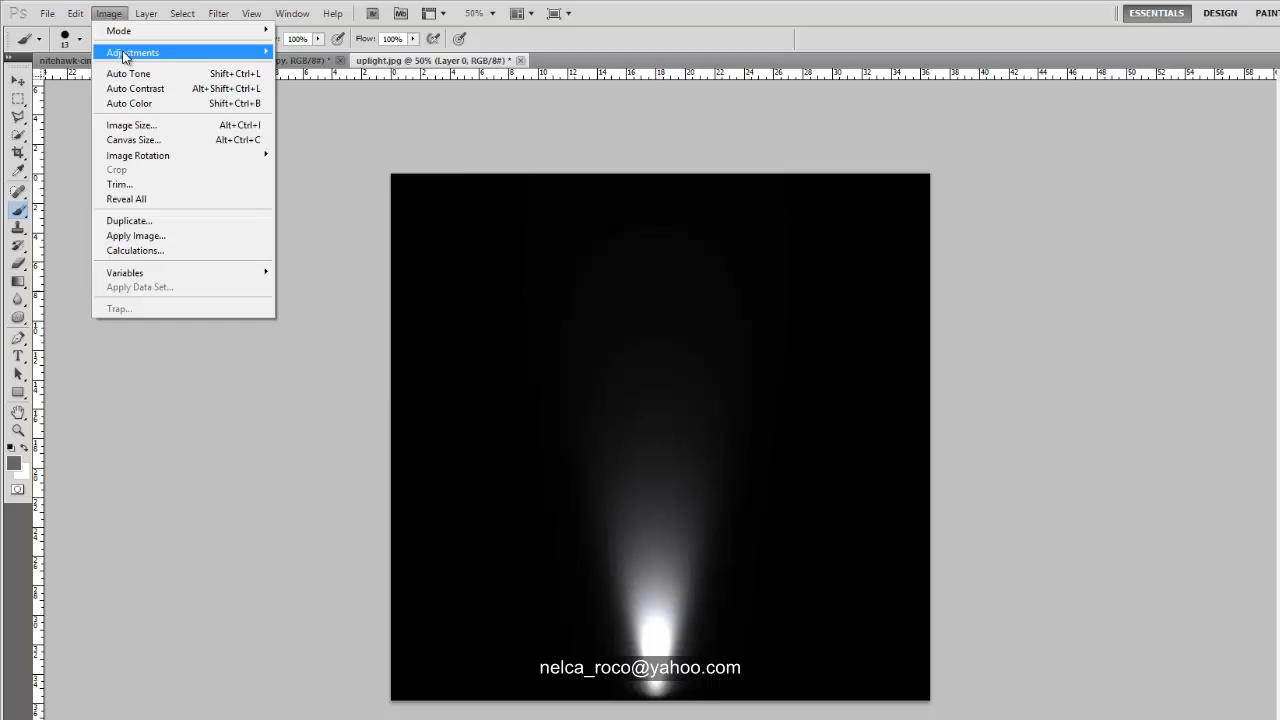 Ps File Edit Image Layer Select Filter View Window Help Br Mb 50% ESSENTIALS DESIGN
13 100% Flow: 100%
uplight.jpg @ 50% (Layer 0, RGB/8#) *
Mode
Adjustments
Auto Tone Shift+Ctrl+L
Auto Contrast Alt+Shift+Ctrl+L
Auto Color Shift+Ctrl+B
Image Size... Alt+Ctrl+I
Canvas Size... Alt+Ctrl+C
Image Rotation
Crop
Trim...
Reveal All
Duplicate...
Apply Image...
Calculations...
Variables
Apply Data Set...
Trap...
nelca_roco@yahoo.com